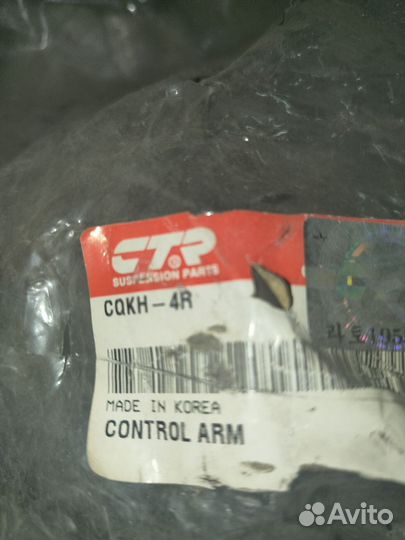 CTR®
SUSPENSION PARTS
CQKH-4R
MADE IN KOREA
CONTROL ARM
Avito